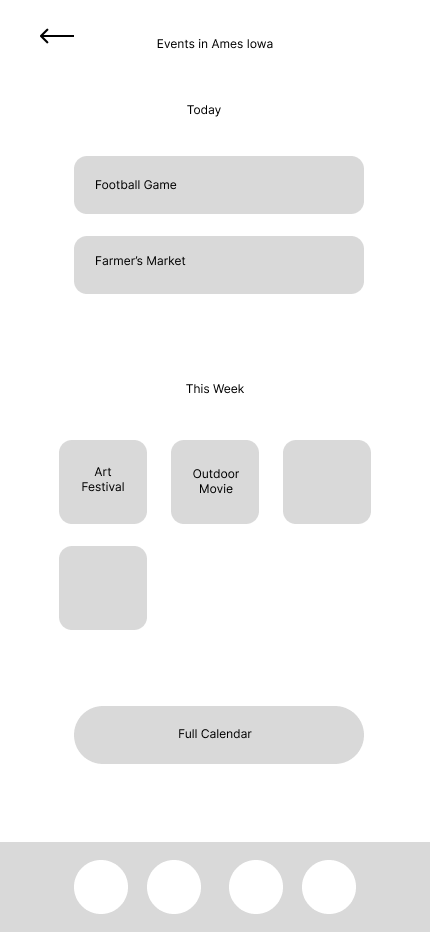 Events in Ames Iowa
Today
Football Game
Farmer’s Market
This Week
Art
Festival
Outdoor
Movie
Full Calendar